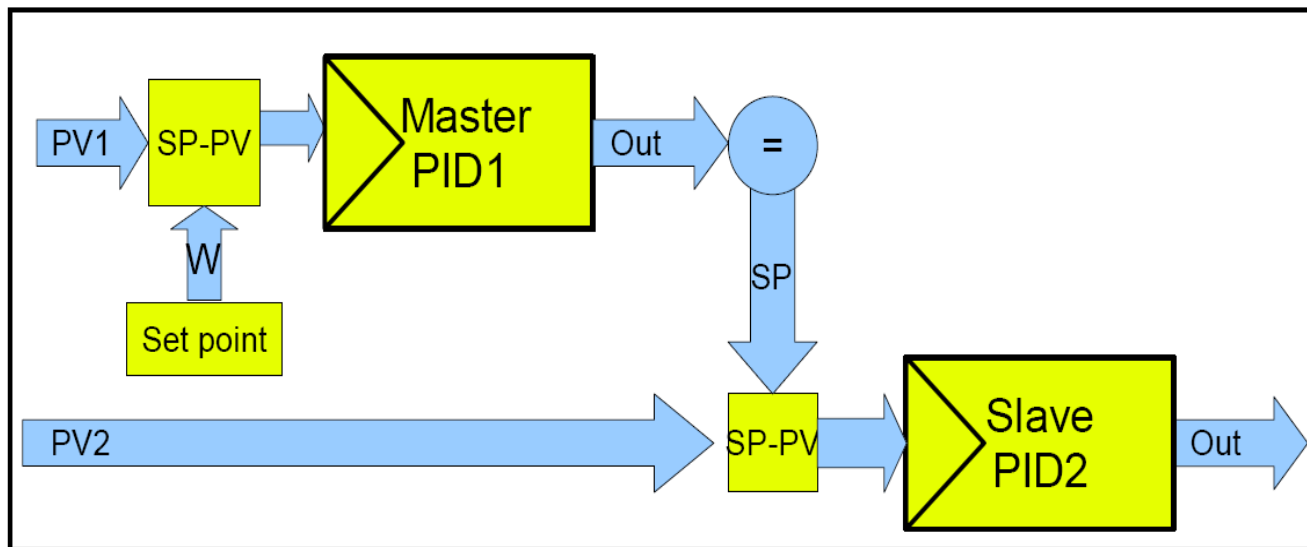 PV1
SP-PV
Master
PID1
Out
=
W
Set point
SP
PV2
SP-PV
Slave
PID2
Out